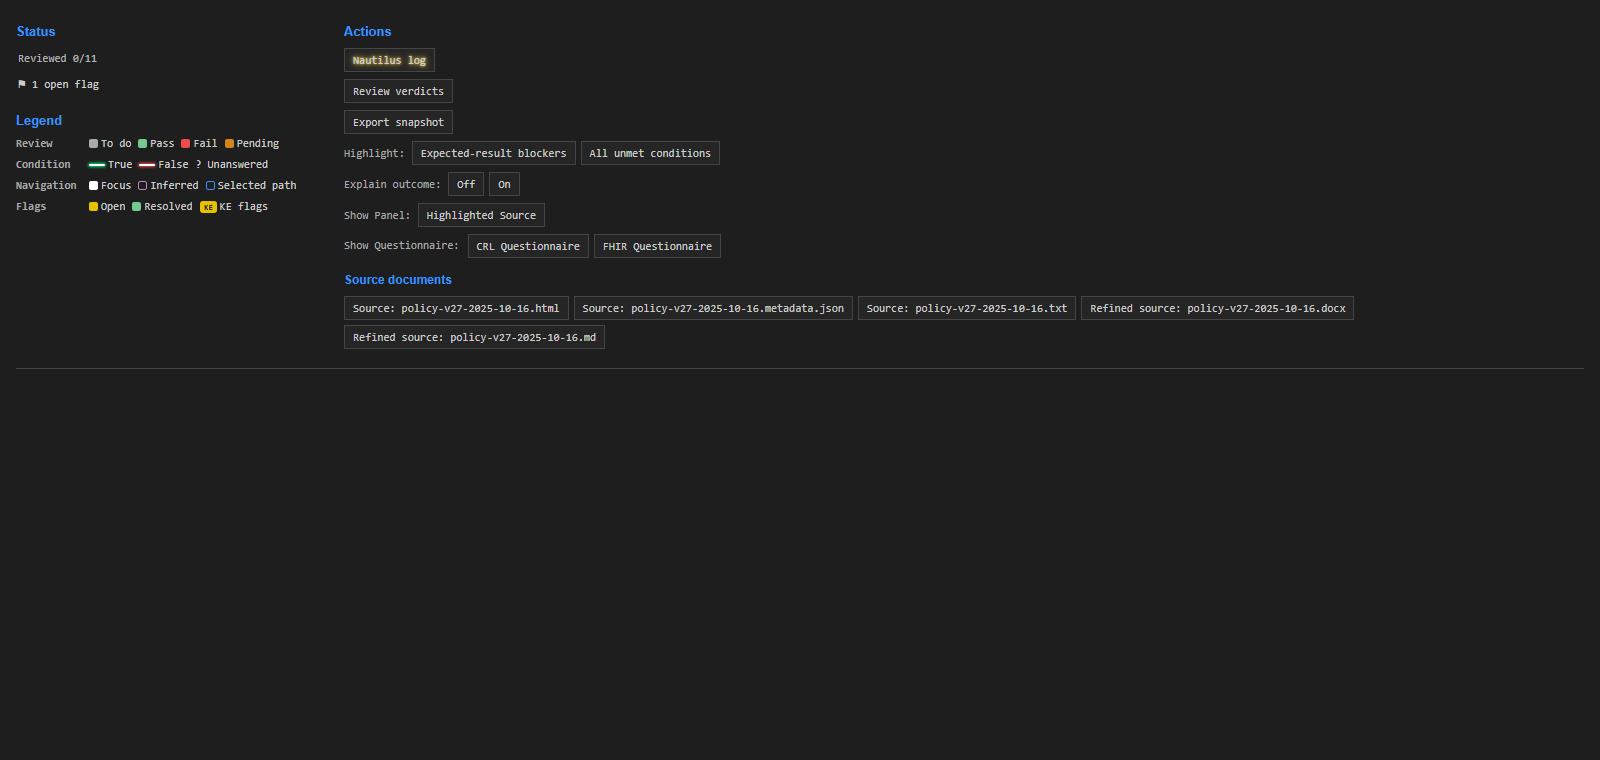 Status
Reviewed 0/11
⚑ 1 open flag
Legend
Review To do Pass Fail Pending
Condition True False ? Unanswered
Navigation Focus Inferred Selected path
Flags Open Resolved KE KE flags
Actions
Nautilus log
Review verdicts
Export snapshot
Highlight: Expected-result blockers All unmet conditions
Explain outcome: Off On
Show Panel: Highlighted Source
Show Questionnaire: CRL Questionnaire FHIR Questionnaire
Source documents
Source: policy-v27-2025-10-16.html Source: policy-v27-2025-10-16.metadata.json Source: policy-v27-2025-10-16.txt Refined source: policy-v27-2025-10-16.docx
Refined source: policy-v27-2025-10-16.md